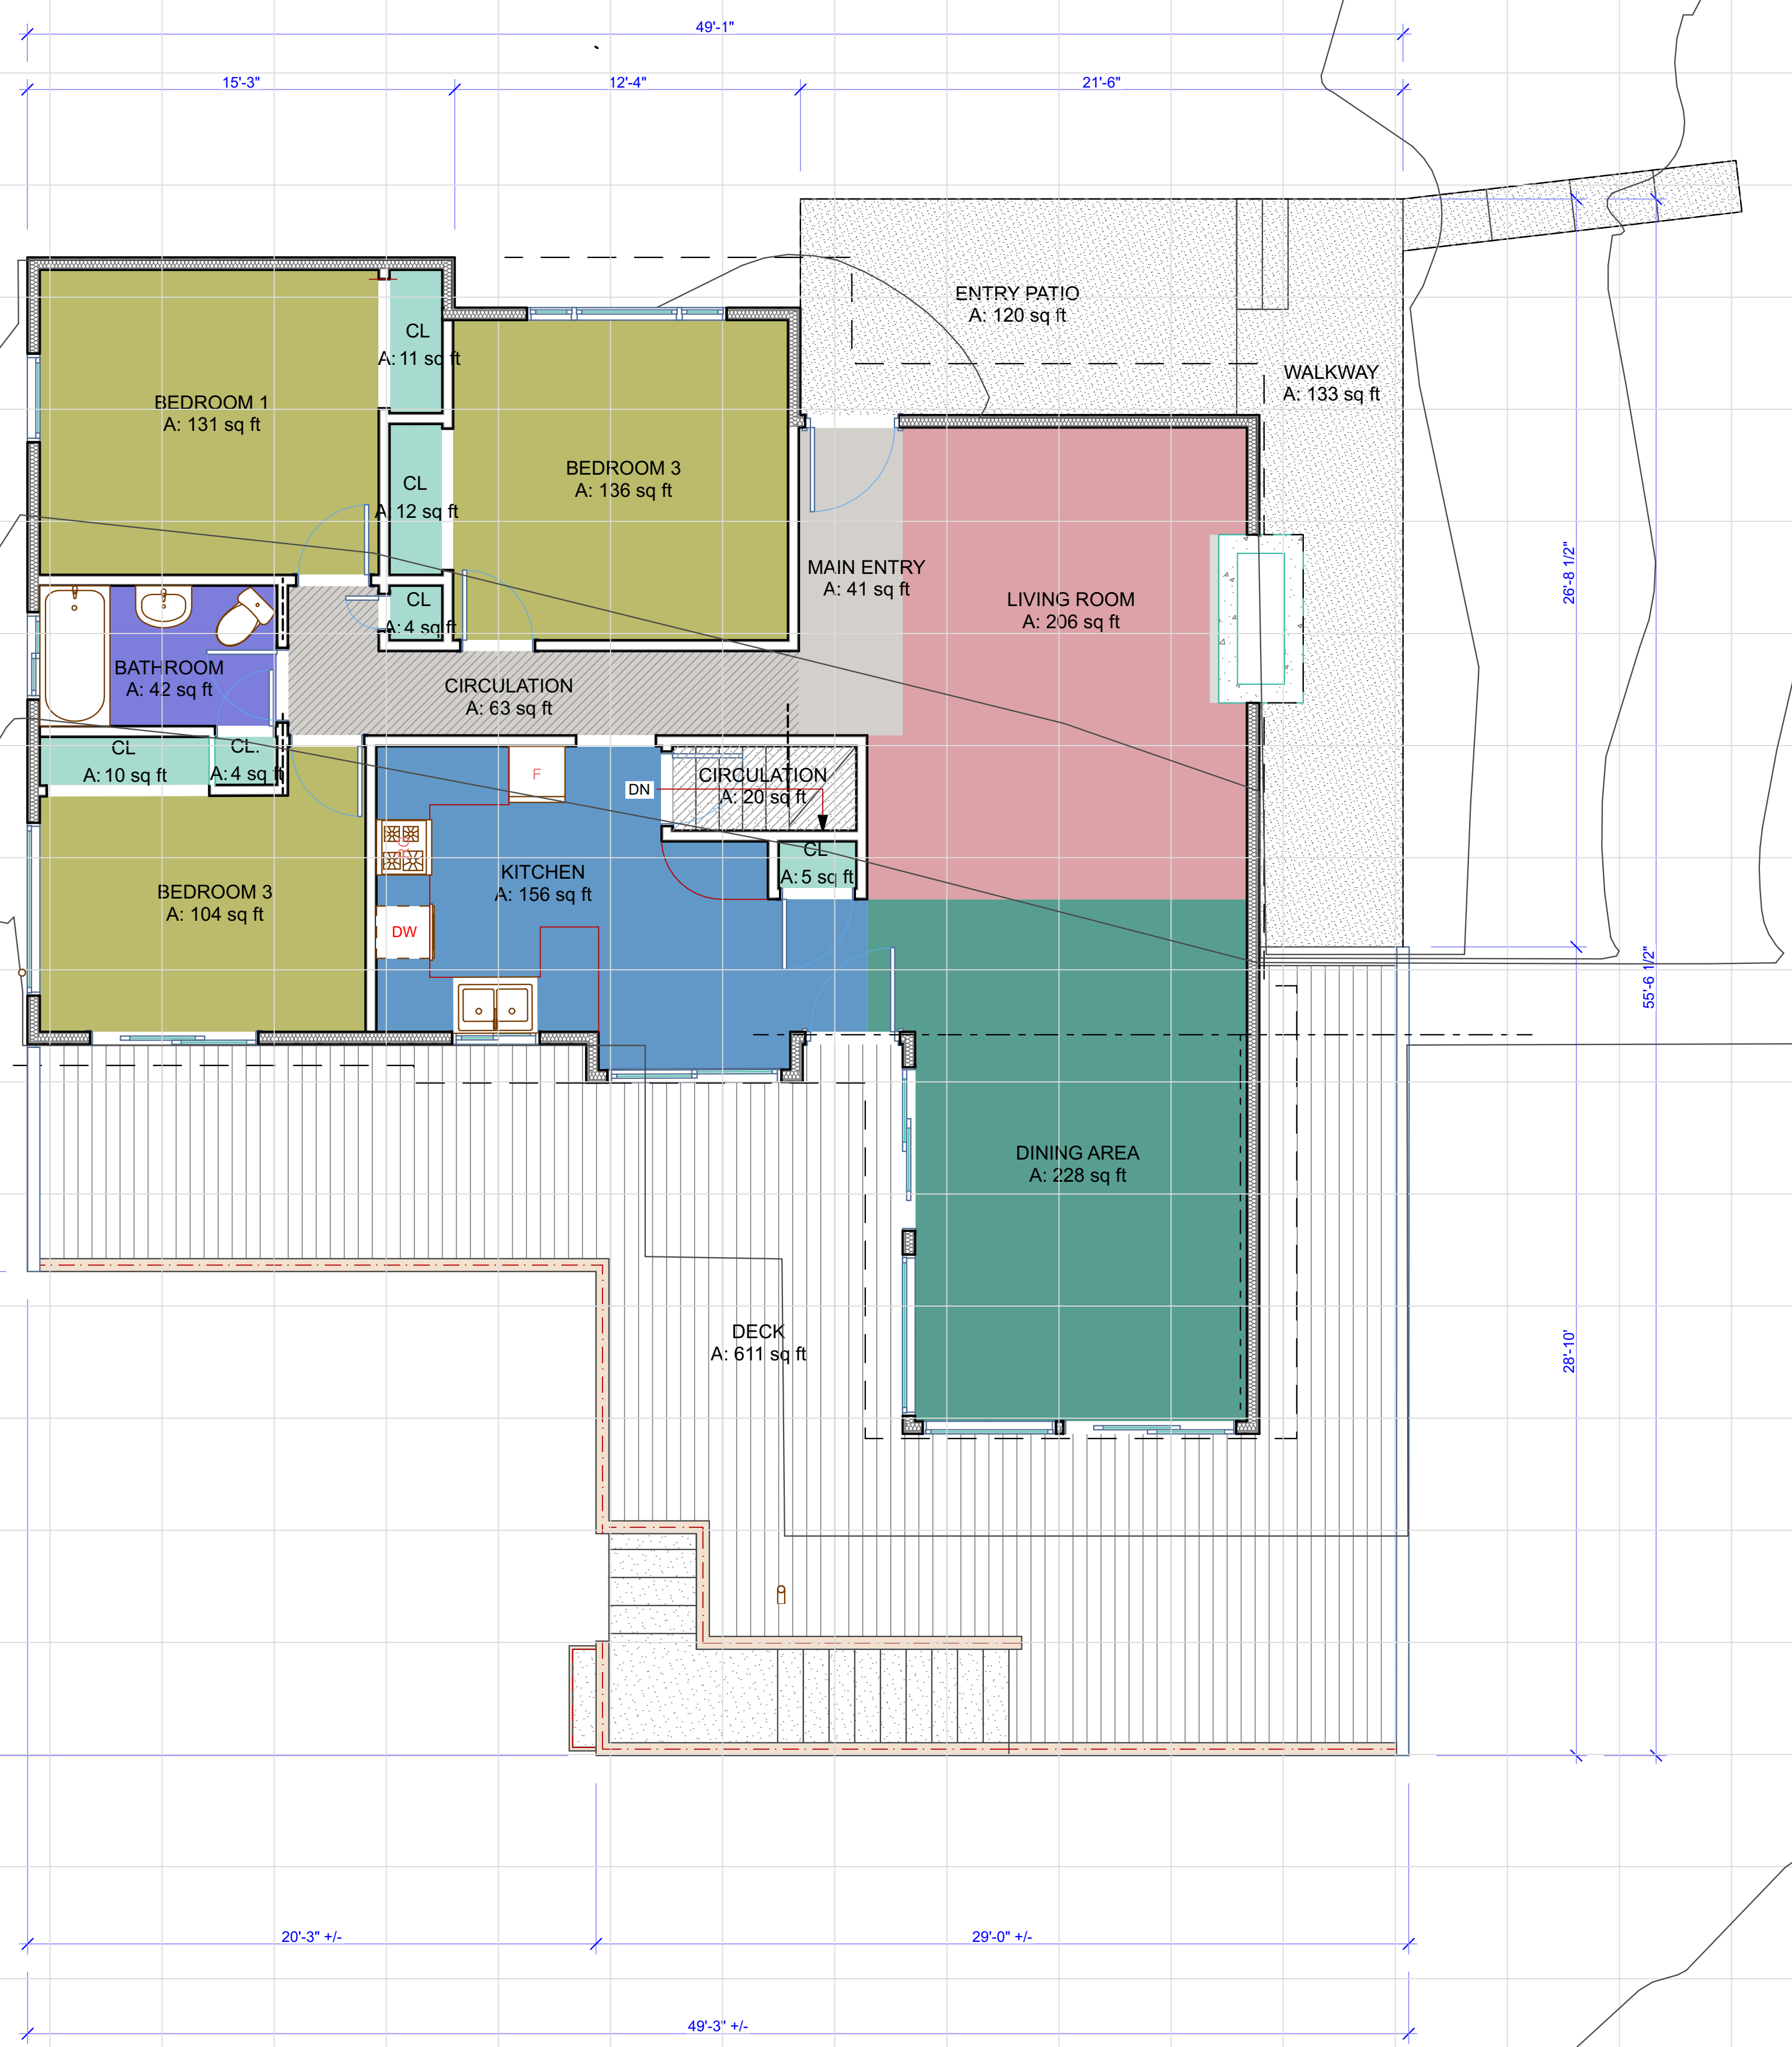 49'-1"
15'-3"
12'-4"
21'-6"
ENTRY PATIO
A: 120 sq ft
CL
A: 11 sq ft
WALKWAY
A: 133 sq ft
BEDROOM 1
A: 131 sq ft
BEDROOM 3
A: 136 sq ft
CL
A: 12 sq ft
MAIN ENTRY
A: 41 sq ft
26'-8 1/2"
CL
A: 4 sq ft
LIVING ROOM
A: 206 sq ft
BATHROOM
A: 42 sq ft
CIRCULATION
A: 63 sq ft
CL
A: 10 sq ft
CL.
A: 4 sq ft
F
DN
CIRCULATION
A: 20 sq ft
RG
CL
A: 5 sq ft
KITCHEN
A: 156 sq ft
BEDROOM 3
A: 104 sq ft
DW
55'-6 1/2"
DINING AREA
A: 228 sq ft
DECK
A: 611 sq ft
28'-10'
20'-3" +/-
29'-0" +/-
49'-3" +/-